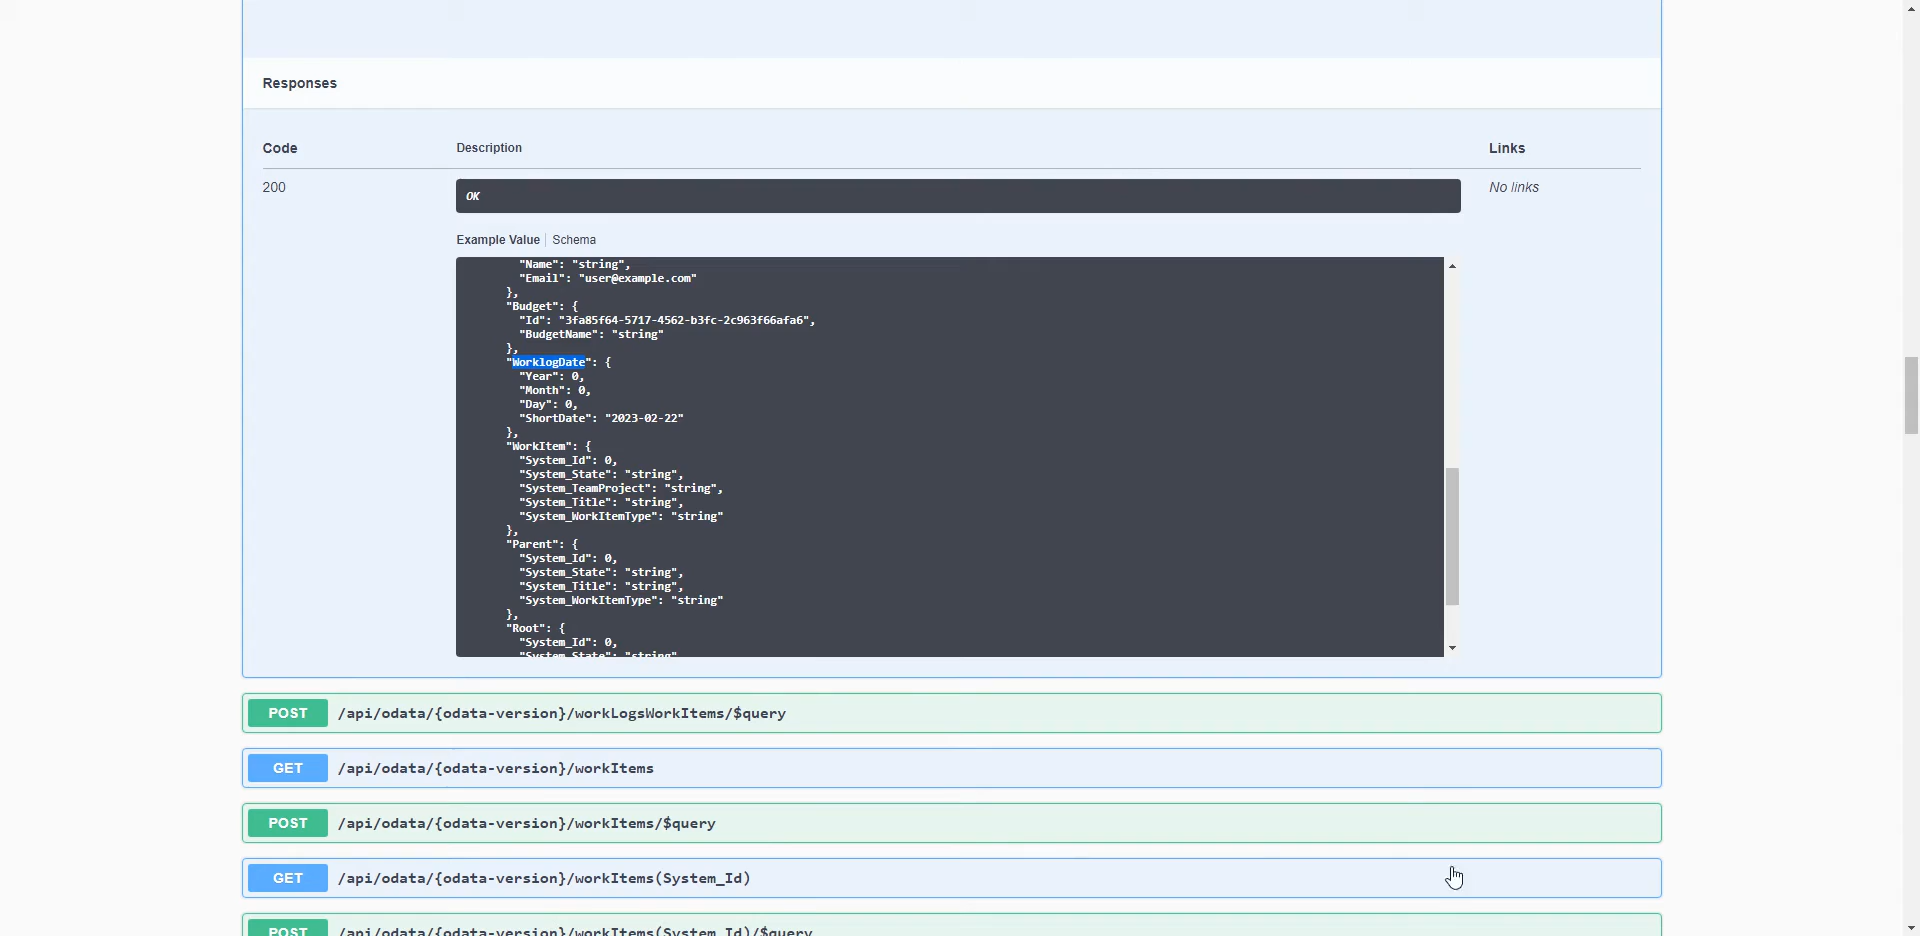 Responses
Code Description Links
200 OK No links
Example Value Schema
"Name": "string",
"Email": "user@example.com"
},
"Budget": {
"Id": "3fa85f64-5717-4562-b3fc-2c963f66afa6",
"BudgetName": "string"
},
"WorklogDate": {
"Year": 0,
"Month": 0,
"Day": 0,
"ShortDate": "2023-02-22"
},
"WorkItem": {
"System_Id": 0,
"System_State": "string",
"System_TeamProject": "string",
"System_Title": "string",
"System_WorkItemType": "string"
},
"Parent": {
"System_Id": 0,
"System_State": "string",
"System_Title": "string",
"System_WorkItemType": "string"
},
"Root": {
"System_Id": 0,
"System_State": "string"
POST /api/odata/{odata-version}/workLogsWorkItems/$query
GET /api/odata/{odata-version}/workItems
POST /api/odata/{odata-version}/workItems/$query
GET /api/odata/{odata-version}/workItems(System_Id)
POST /api/odata/{odata-version}/workItems(System_Id)/$query